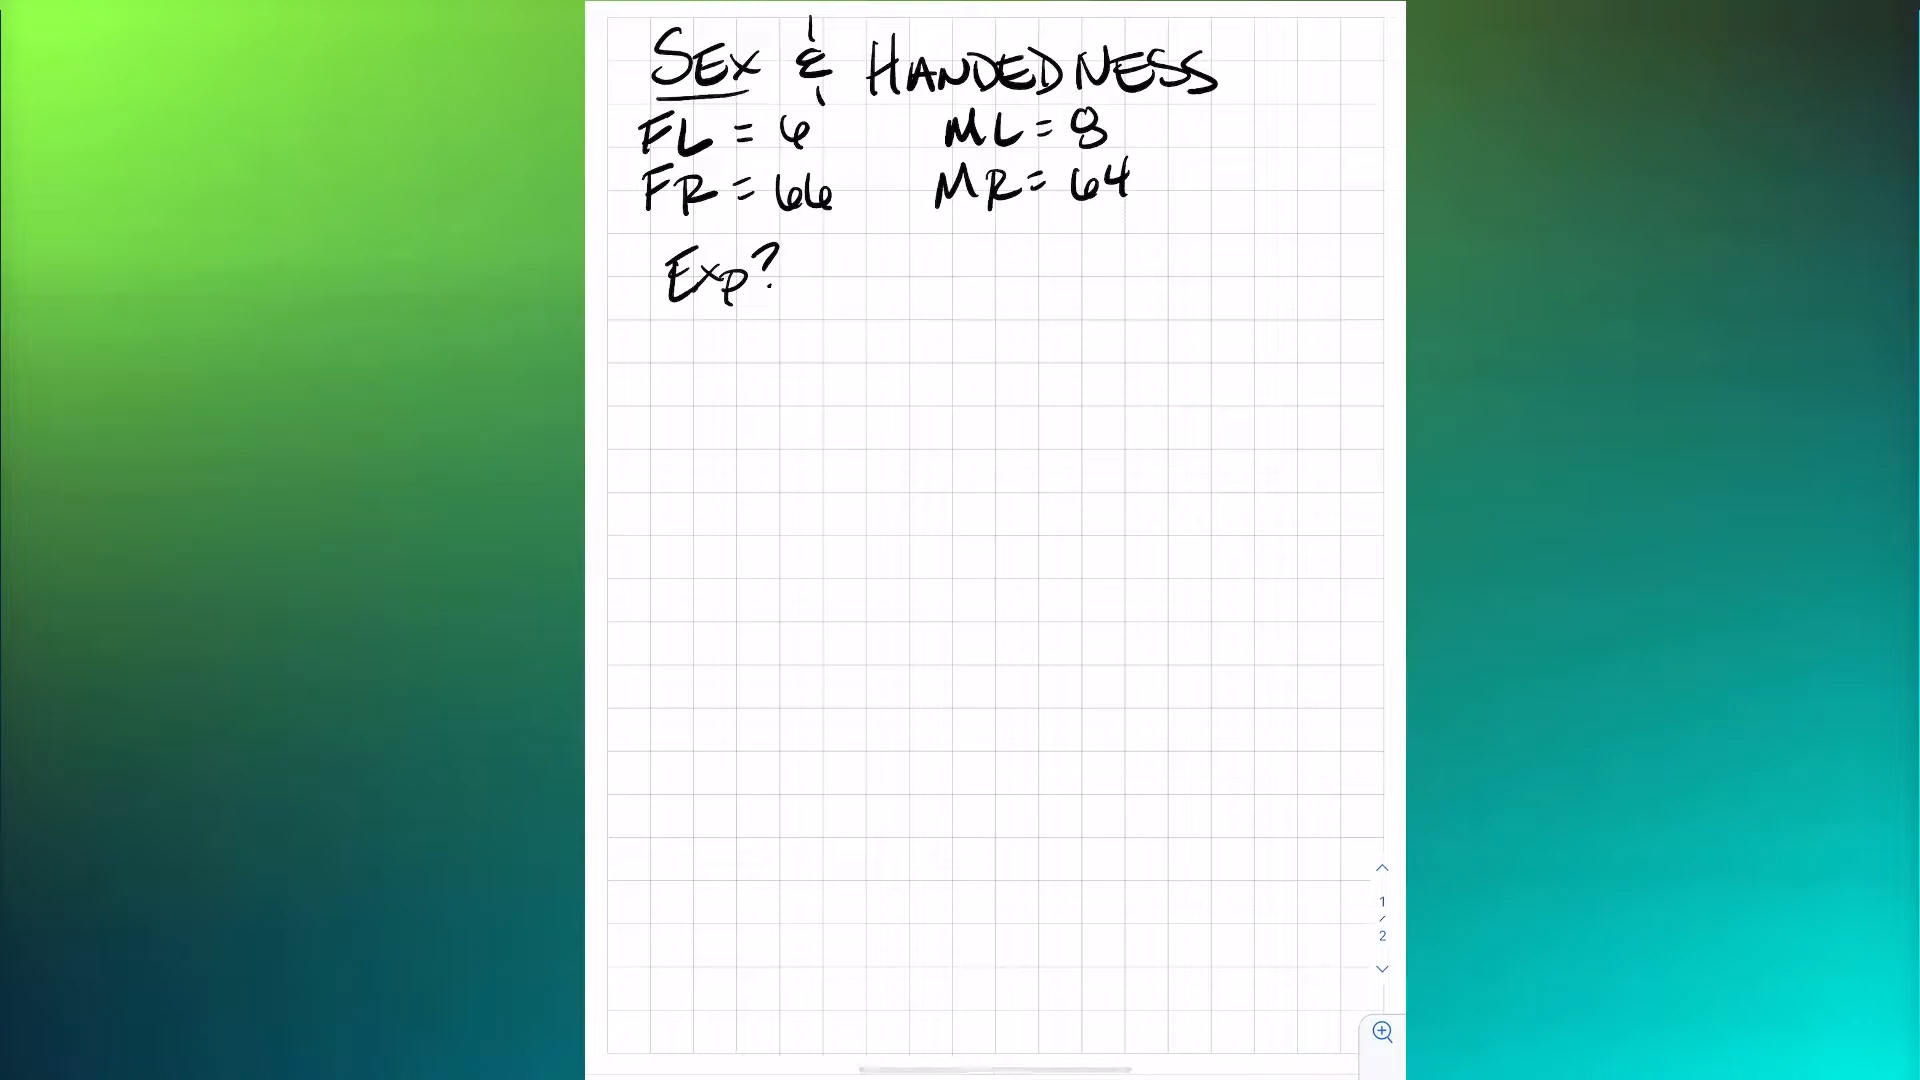 SEX & HANDEDNESS
FL = 6 ML = 8
FR = 66 MR = 64
Exp?
1
/
2